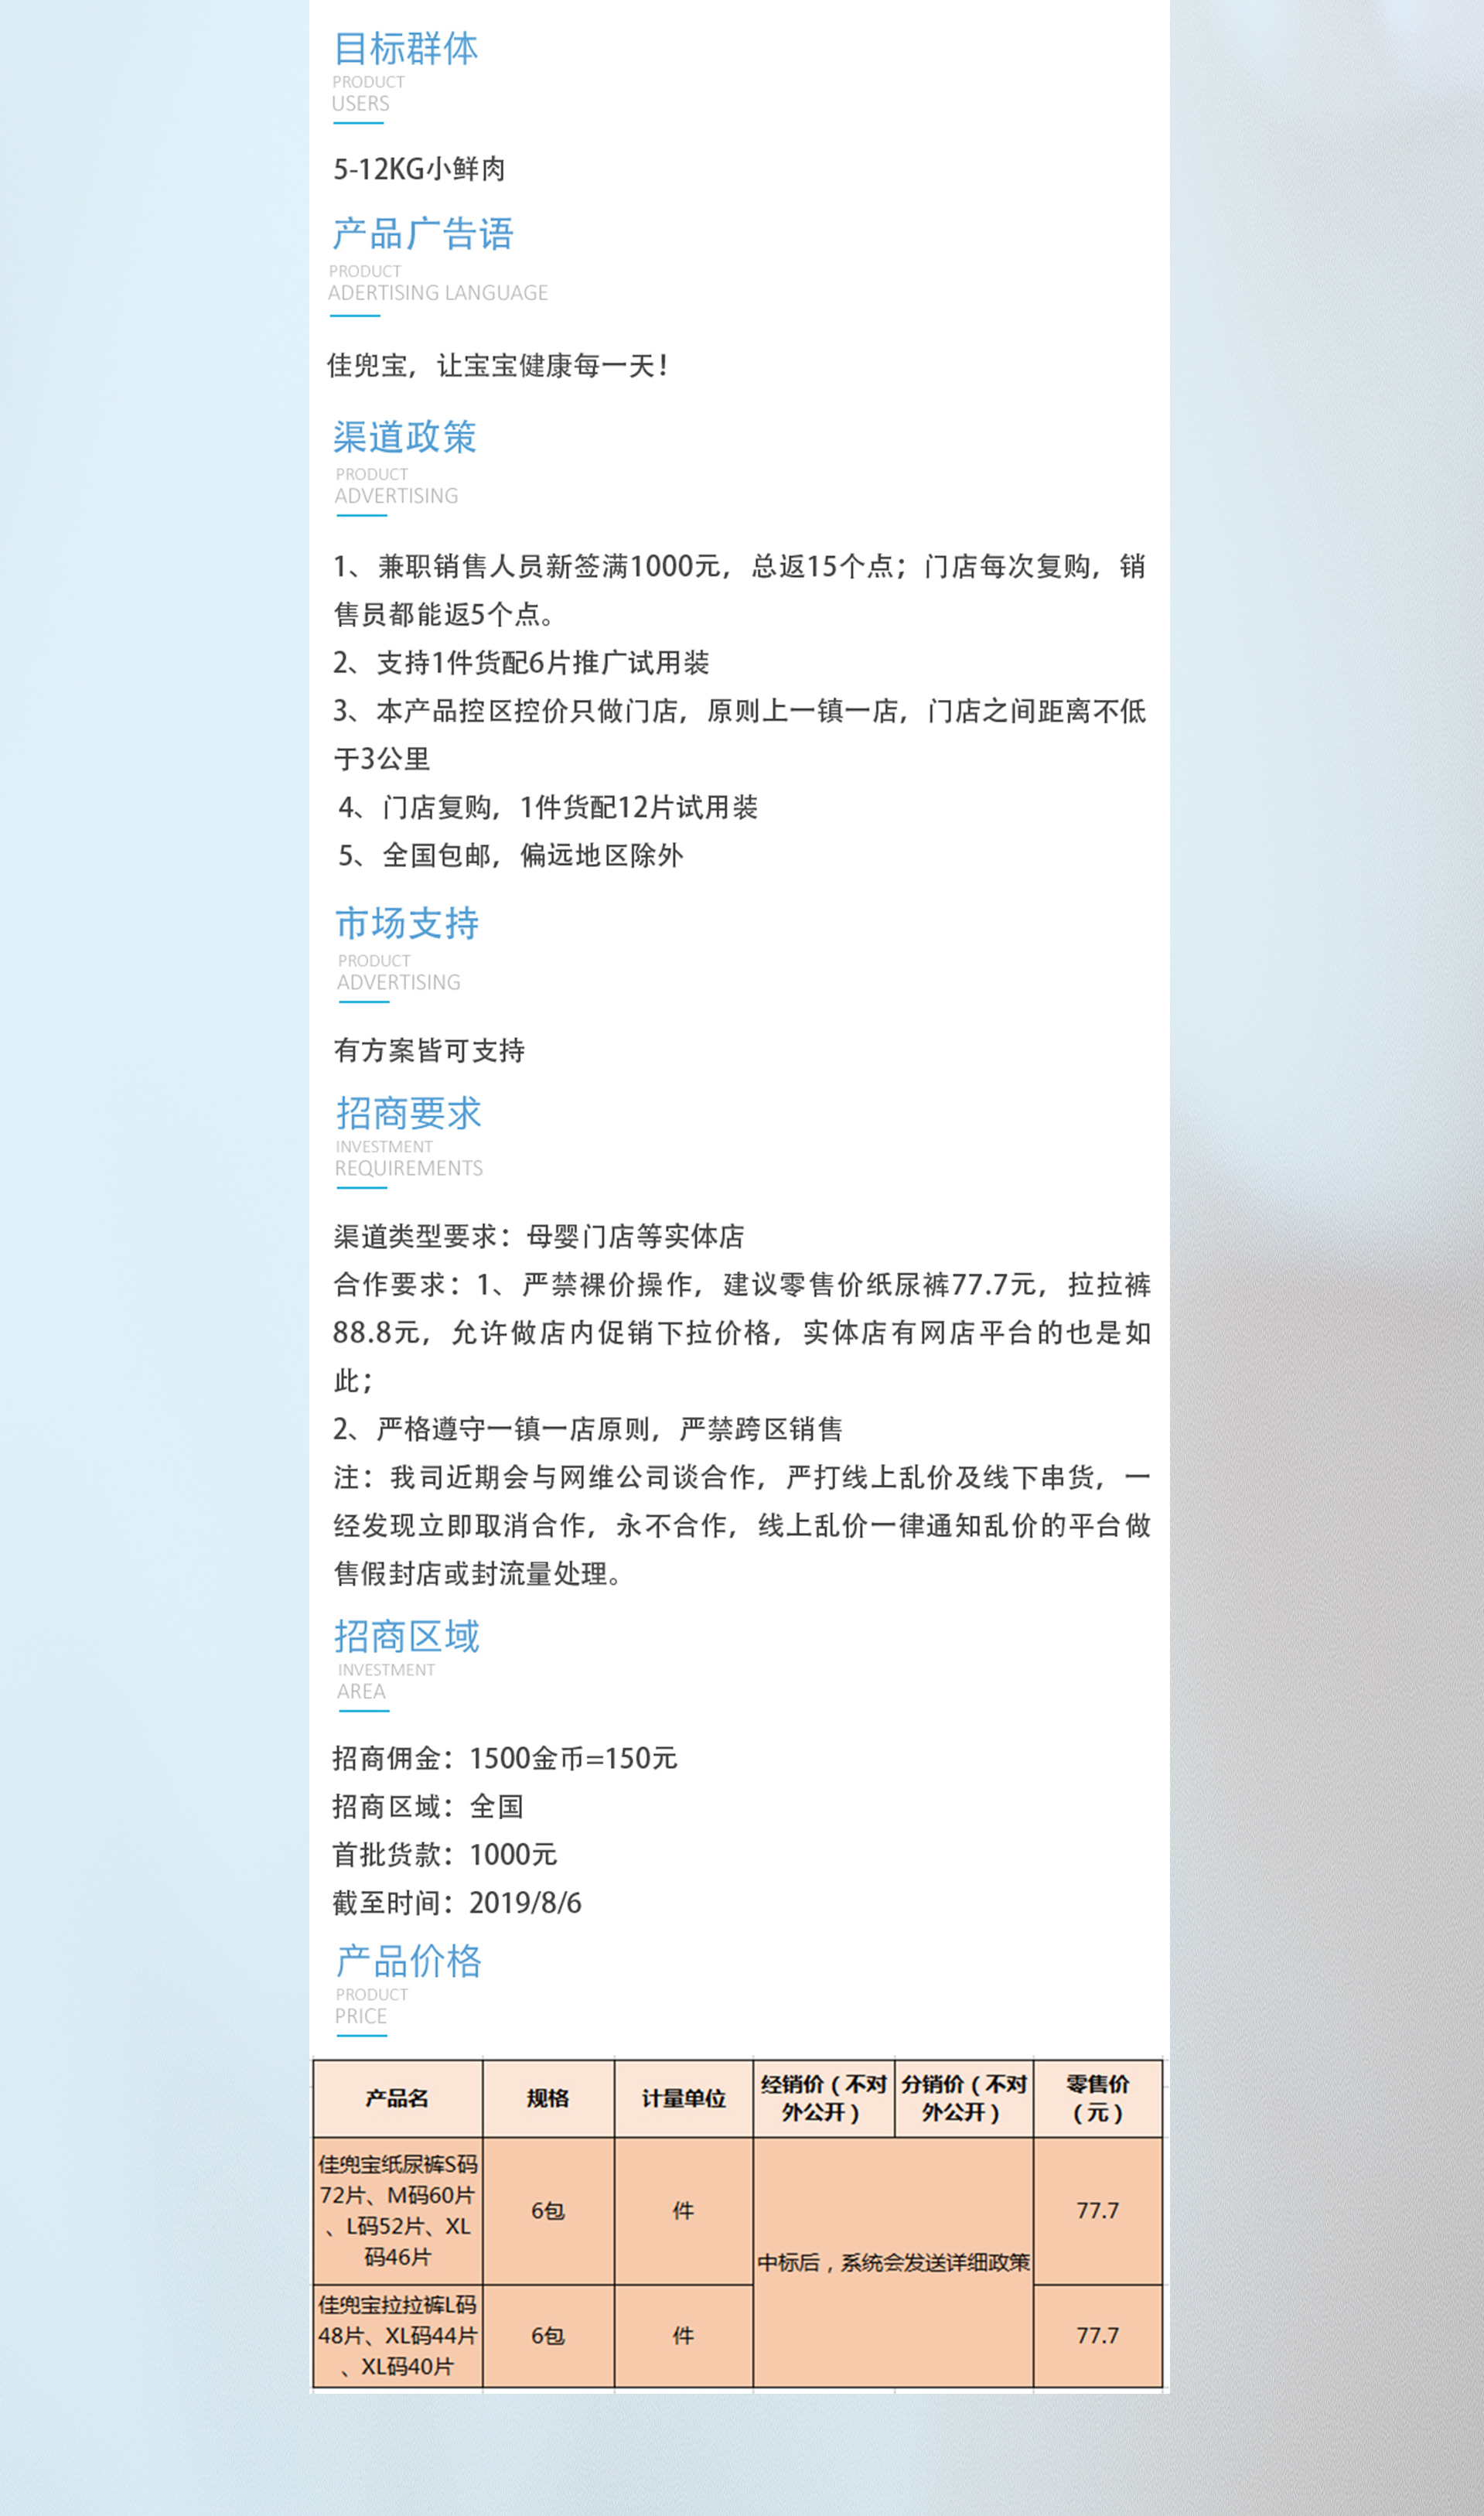 目标群体
PRODUCT
USERS
5-12KG小鲜肉
产品广告语
PRODUCT
ADERTISING LANGUAGE
佳兜宝，让宝宝健康每一天！
渠道政策
PRODUCT
ADVERTISING
1、兼职销售人员新签满1000元，总返15个点；门店每次复购，销
售员都能返5个点。
2、支持1件货配6片推广试用装
3、本产品控区控价只做门店，原则上一镇一店，门店之间距离不低
于3公里
4、门店复购，1件货配12片试用装
5、全国包邮，偏远地区除外
市场支持
PRODUCT
ADVERTISING
有方案皆可支持
招商要求
INVESTMENT
REQUIREMENTS
渠道类型要求：母婴门店等实体店
合作要求：1、严禁裸价操作，建议零售价纸尿裤77.7元，拉拉裤
88.8元，允许做店内促销下拉价格，实体店有网店平台的也是如
此；
2、严格遵守一镇一店原则，严禁跨区销售
注：我司近期会与网维公司谈合作，严打线上乱价及线下串货，一
经发现立即取消合作，永不合作，线上乱价一律通知乱价的平台做
售假封店或封流量处理。
招商区域
INVESTMENT
AREA
招商佣金：1500金币=150元
招商区域：全国
首批货款：1000元
截至时间：2019/8/6
产品价格
PRODUCT
PRICE
产品名 规格 计量单位 经销价（不对 分销价（不对 零售价
外公开） 外公开） （元）
佳兜宝纸尿裤S码
72片、M码60片
、L码52片、XL
码46片
6包 件 77.7
中标后，系统会发送详细政策
佳兜宝拉拉裤L码
48片、XL码44片
、XL码40片
6包 件 77.7